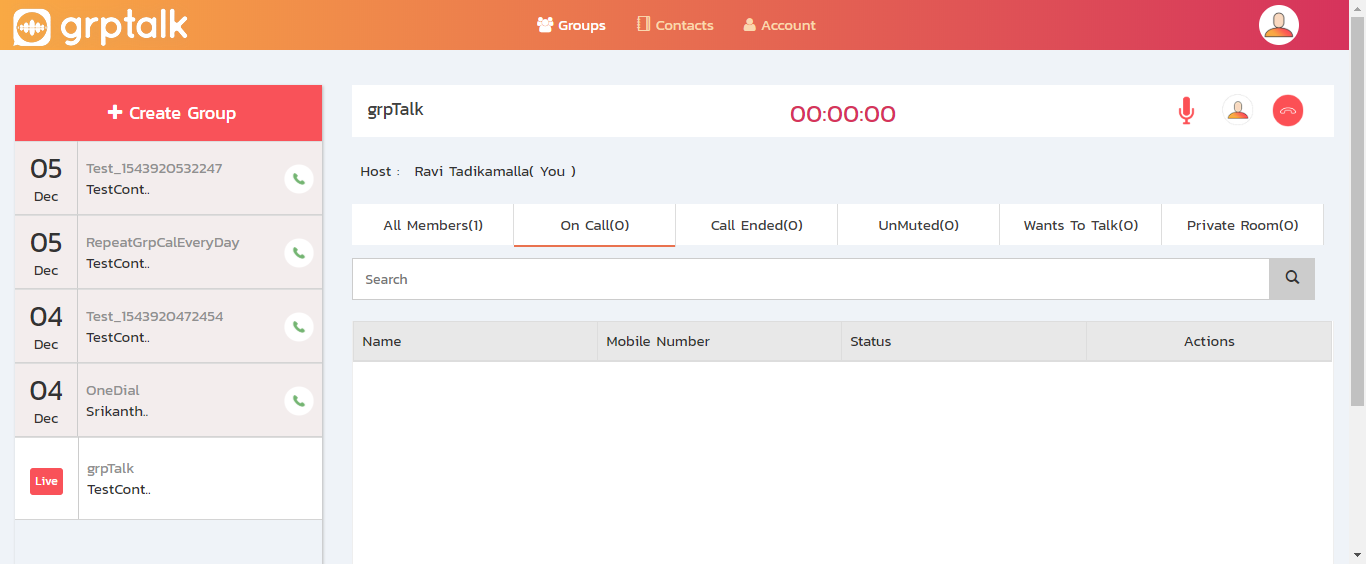 grptalk
Groups
Contacts
Account
Create Group
05
Dec
Test_1543920532247
TestCont..
05
Dec
RepeatGrpCalEveryDay
TestCont..
04
Dec
Test_1543920472454
TestCont..
04
Dec
OneDial
Srikanth..
Live
grpTalk
TestCont..
grpTalk
00:00:00
Host : Ravi Tadikamalla( You )
All Members(1)
On Call(0)
Call Ended(0)
UnMuted(0)
Wants To Talk(0)
Private Room(0)
Search
Name
Mobile Number
Status
Actions